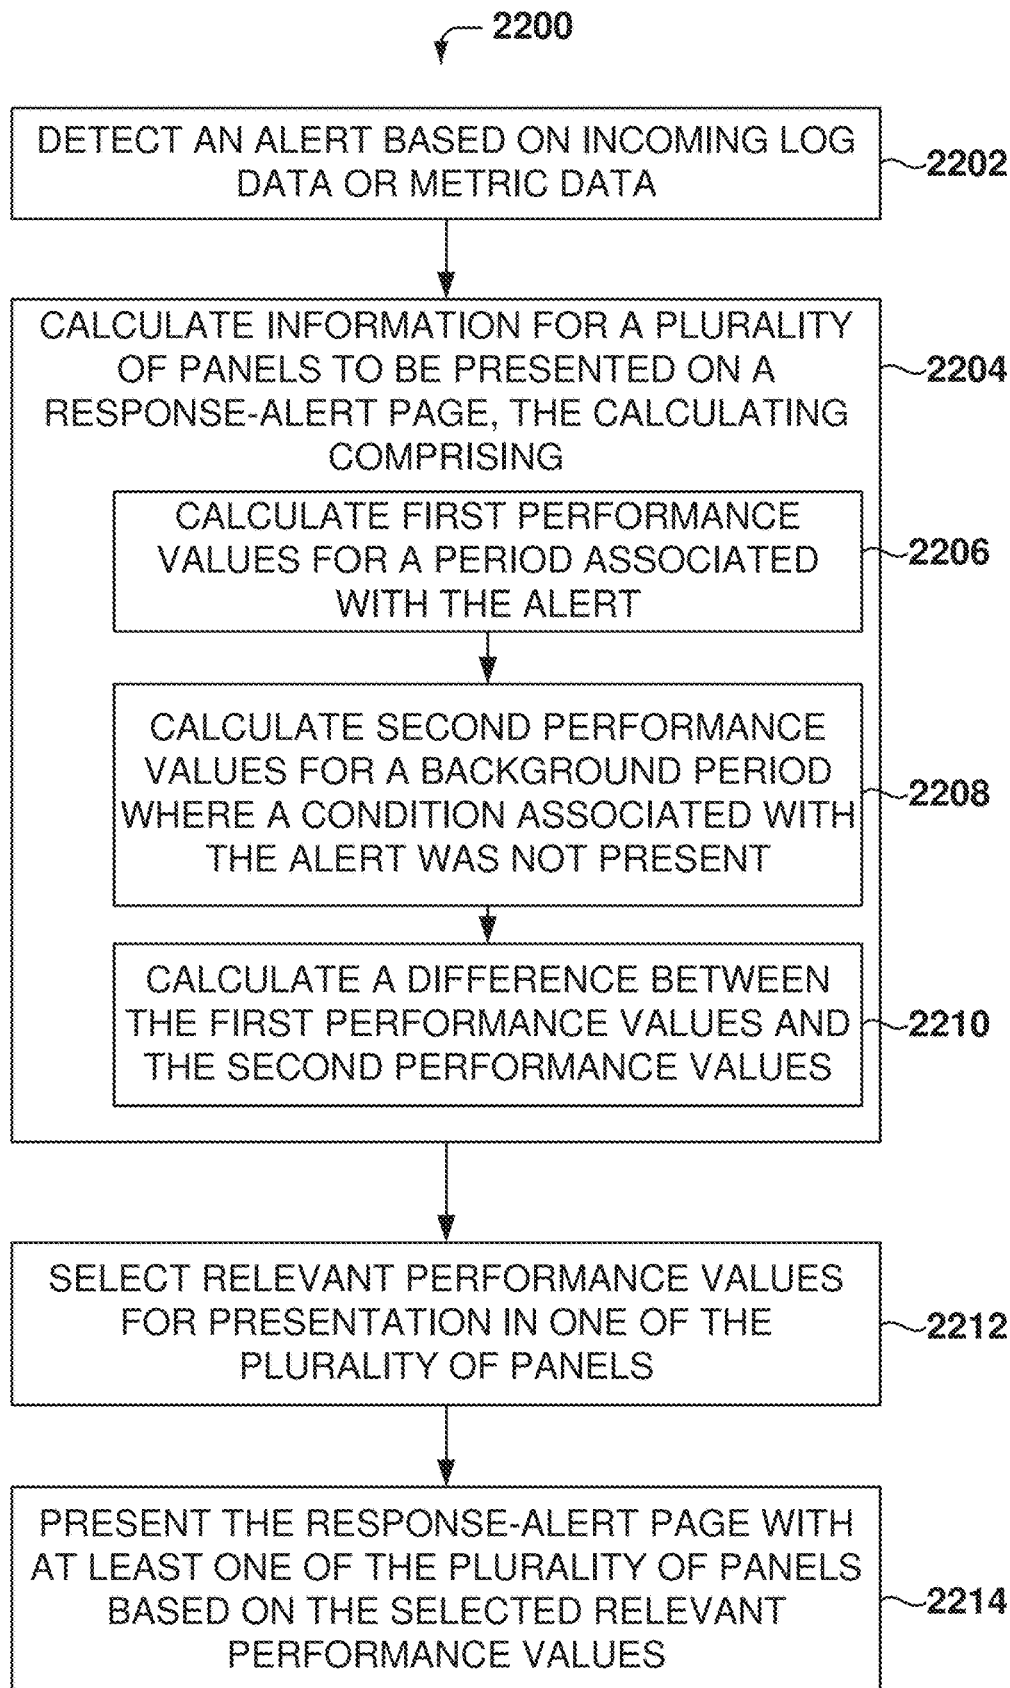 2200
DETECT AN ALERT BASED ON INCOMING LOG
DATA OR METRIC DATA
2202
CALCULATE INFORMATION FOR A PLURALITY
OF PANELS TO BE PRESENTED ON A
RESPONSE-ALERT PAGE, THE CALCULATING
COMPRISING
2204
CALCULATE FIRST PERFORMANCE
VALUES FOR A PERIOD ASSOCIATED
WITH THE ALERT
2206
CALCULATE SECOND PERFORMANCE
VALUES FOR A BACKGROUND PERIOD
WHERE A CONDITION ASSOCIATED WITH
THE ALERT WAS NOT PRESENT
2208
CALCULATE A DIFFERENCE BETWEEN
THE FIRST PERFORMANCE VALUES AND
THE SECOND PERFORMANCE VALUES
2210
SELECT RELEVANT PERFORMANCE VALUES
FOR PRESENTATION IN ONE OF THE
PLURALITY OF PANELS
2212
PRESENT THE RESPONSE-ALERT PAGE WITH
AT LEAST ONE OF THE PLURALITY OF PANELS
BASED ON THE SELECTED RELEVANT
PERFORMANCE VALUES
2214